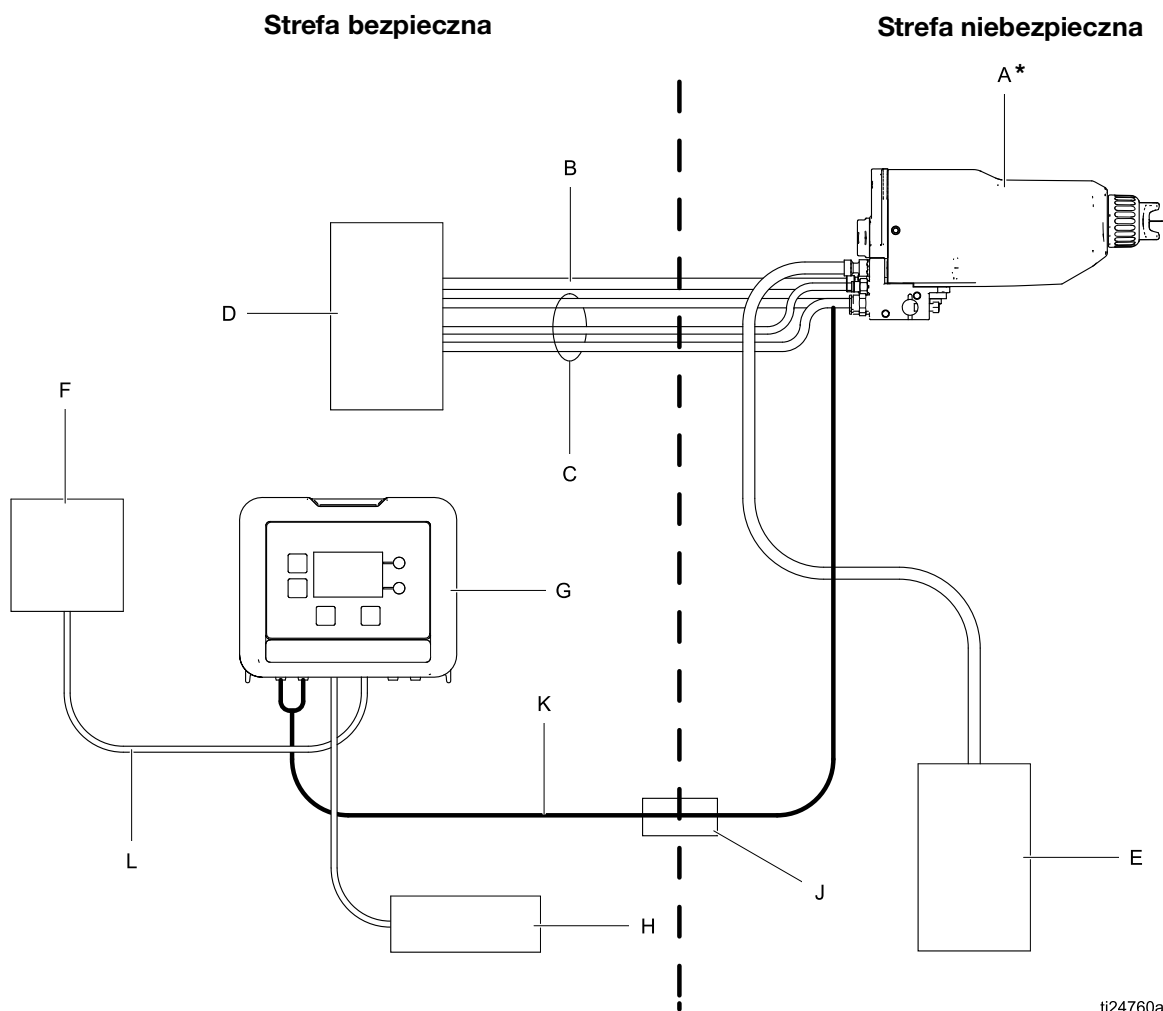 Strefa bezpieczna
Strefa niebezpieczna
A*
B
D
C
F
G
K
L
J
E
H
ti24760a